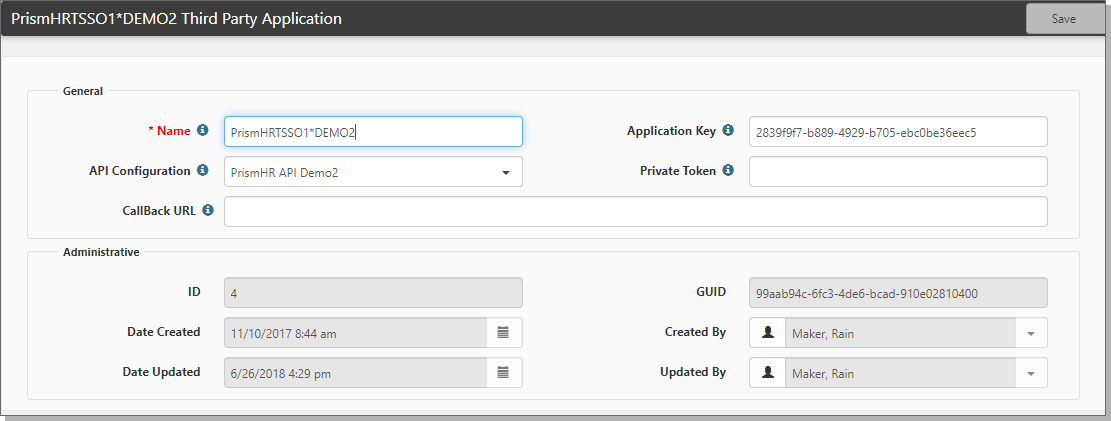 PrismHRTSSO1*DEMO2 Third Party Application Save
General
* Name PrismHRTSSO1*DEMO2 Application Key 2839f9f7-b889-4929-b705-ebc0be36eec5
API Configuration PrismHR API Demo2 Private Token
CallBack URL
Administrative
ID 4 GUID 99aab94c-6fc3-4de6-bcad-910e02810400
Date Created 11/10/2017 8:44 am Created By Maker, Rain
Date Updated 6/26/2018 4:29 pm Updated By Maker, Rain